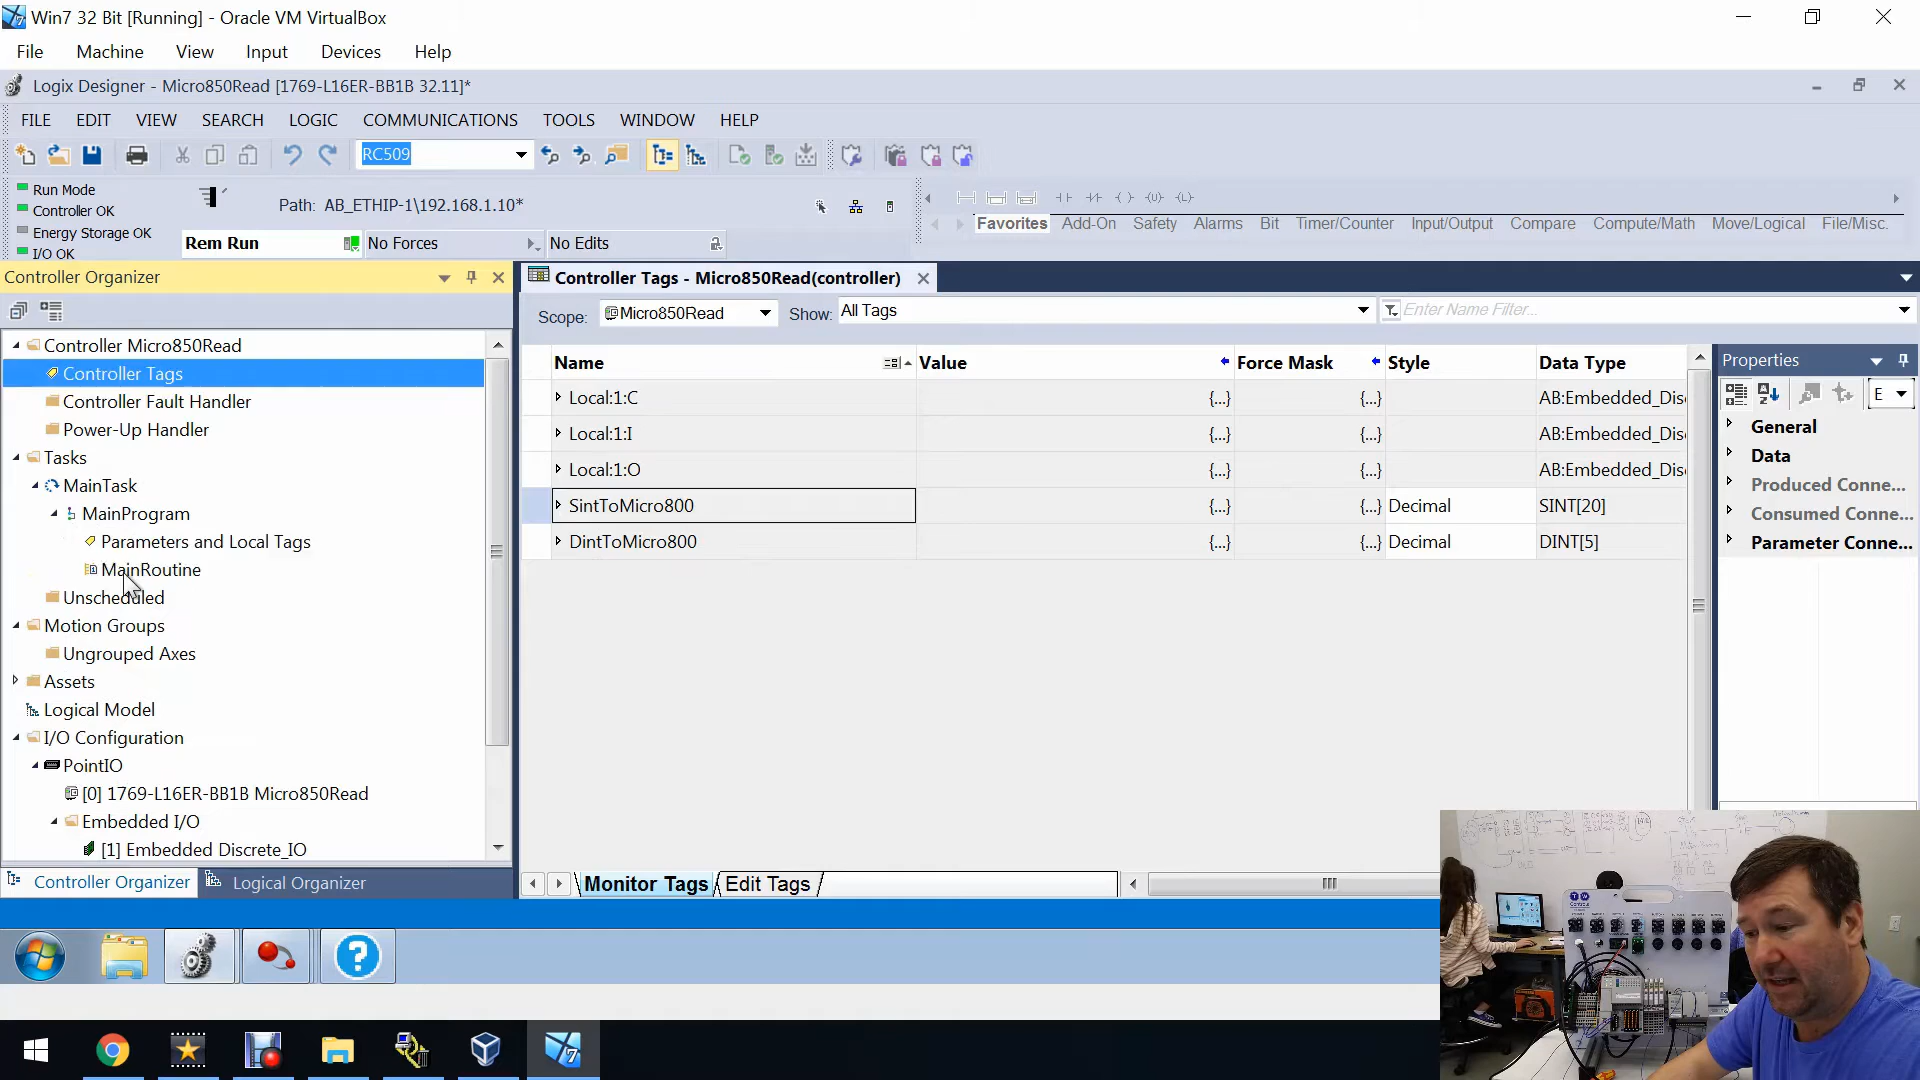 Win7 32 Bit [Running] - Oracle VM VirtualBox
File Machine View Input Devices Help
Logix Designer - Micro850Read [1769-L16ER-BB1B 32.11]*
FILE EDIT VIEW SEARCH LOGIC COMMUNICATIONS TOOLS WINDOW HELP
RC509
Run Mode
Controller OK
Energy Storage OK
I/O OK
Path: AB_ETHIP-1\192.168.1.10*
Rem Run No Forces No Edits
Favorites Add-On Safety Alarms Bit Timer/Counter Input/Output Compare Compute/Math Move/Logical File/Misc.
Controller Organizer
Controller Micro850Read
Controller Tags
Controller Fault Handler
Power-Up Handler
Tasks
MainTask
MainProgram
Parameters and Local Tags
MainRoutine
Unscheduled
Motion Groups
Ungrouped Axes
Assets
Logical Model
I/O Configuration
PointIO
[0] 1769-L16ER-BB1B Micro850Read
Embedded I/O
[1] Embedded Discrete_IO
Controller Organizer Logical Organizer
Controller Tags - Micro850Read(controller)
Scope: Micro850Read Show: All Tags Enter Name Filter...
Name Value Force Mask Style Data Type
Local:1:C {...} {...} AB:Embedded_Disc
Local:1:I {...} {...} AB:Embedded_Disc
Local:1:O {...} {...} AB:Embedded_Disc
SintToMicro800 {...} {...} Decimal SINT[20]
DintToMicro800 {...} {...} Decimal DINT[5]
Monitor Tags Edit Tags
Properties
E
General
Data
Produced Conne...
Consumed Conne...
Parameter Conne...